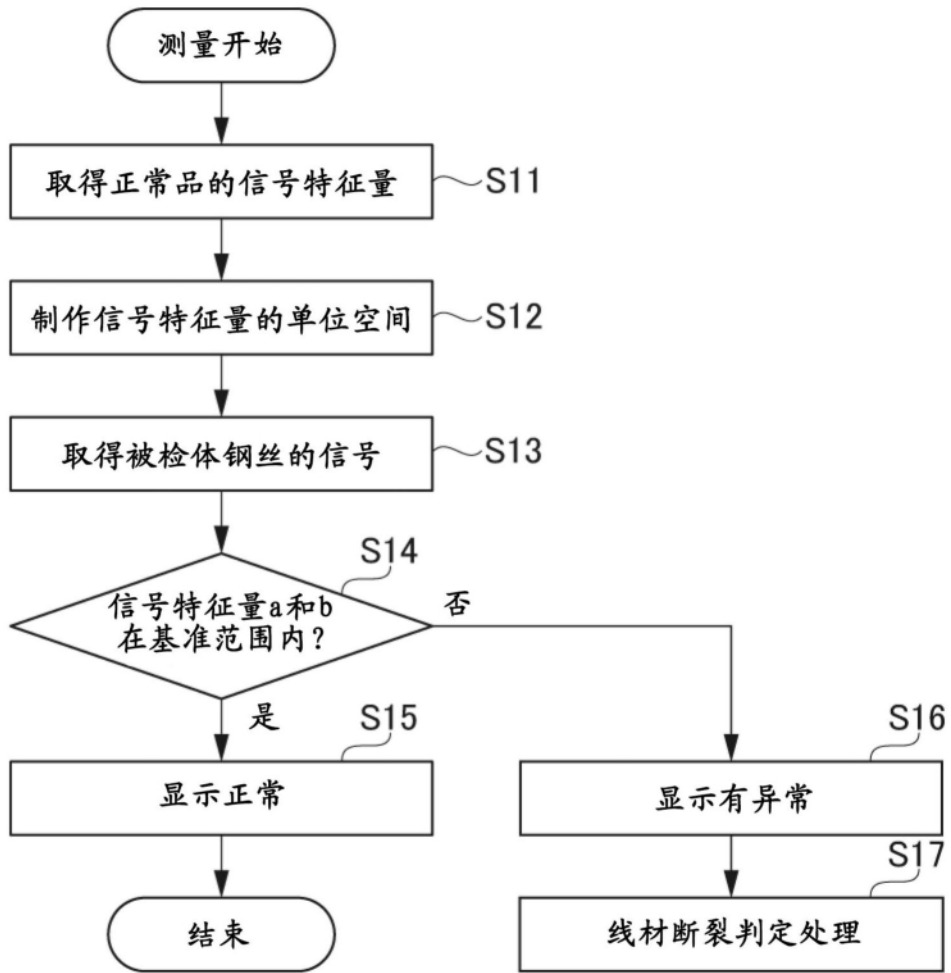 测量开始
取得正常品的信号特征量
S11
制作信号特征量的单位空间
S12
取得被检体钢丝的信号
S13
S14
信号特征量a和b
在基准范围内?
否
是
S15
显示正常
S16
显示有异常
S17
结束
线材断裂判定处理